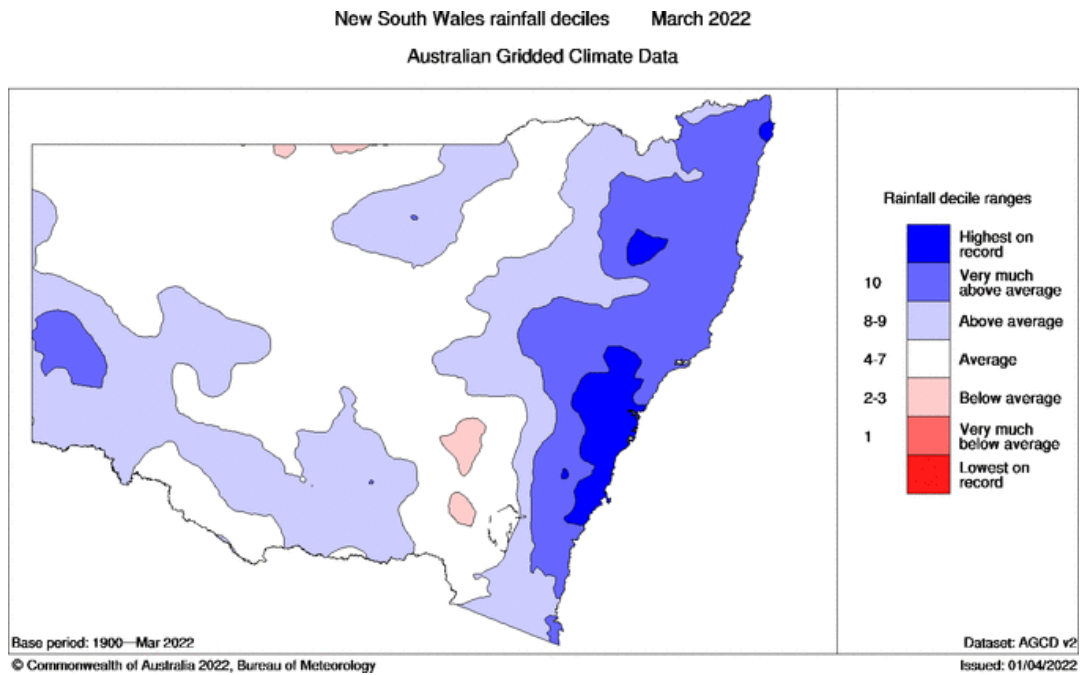 New South Wales rainfall deciles March 2022
Australian Gridded Climate Data
Rainfall decile ranges
Highest on
record
10
Very much
above average
8-9
Above average
4-7
Average
2-3
Below average
1
Very much
below average
Lowest on
record
Base period: 1900—Mar 2022
Dataset: AGCD v2
© Commonwealth of Australia 2022, Bureau of Meteorology
Issued: 01/04/2022